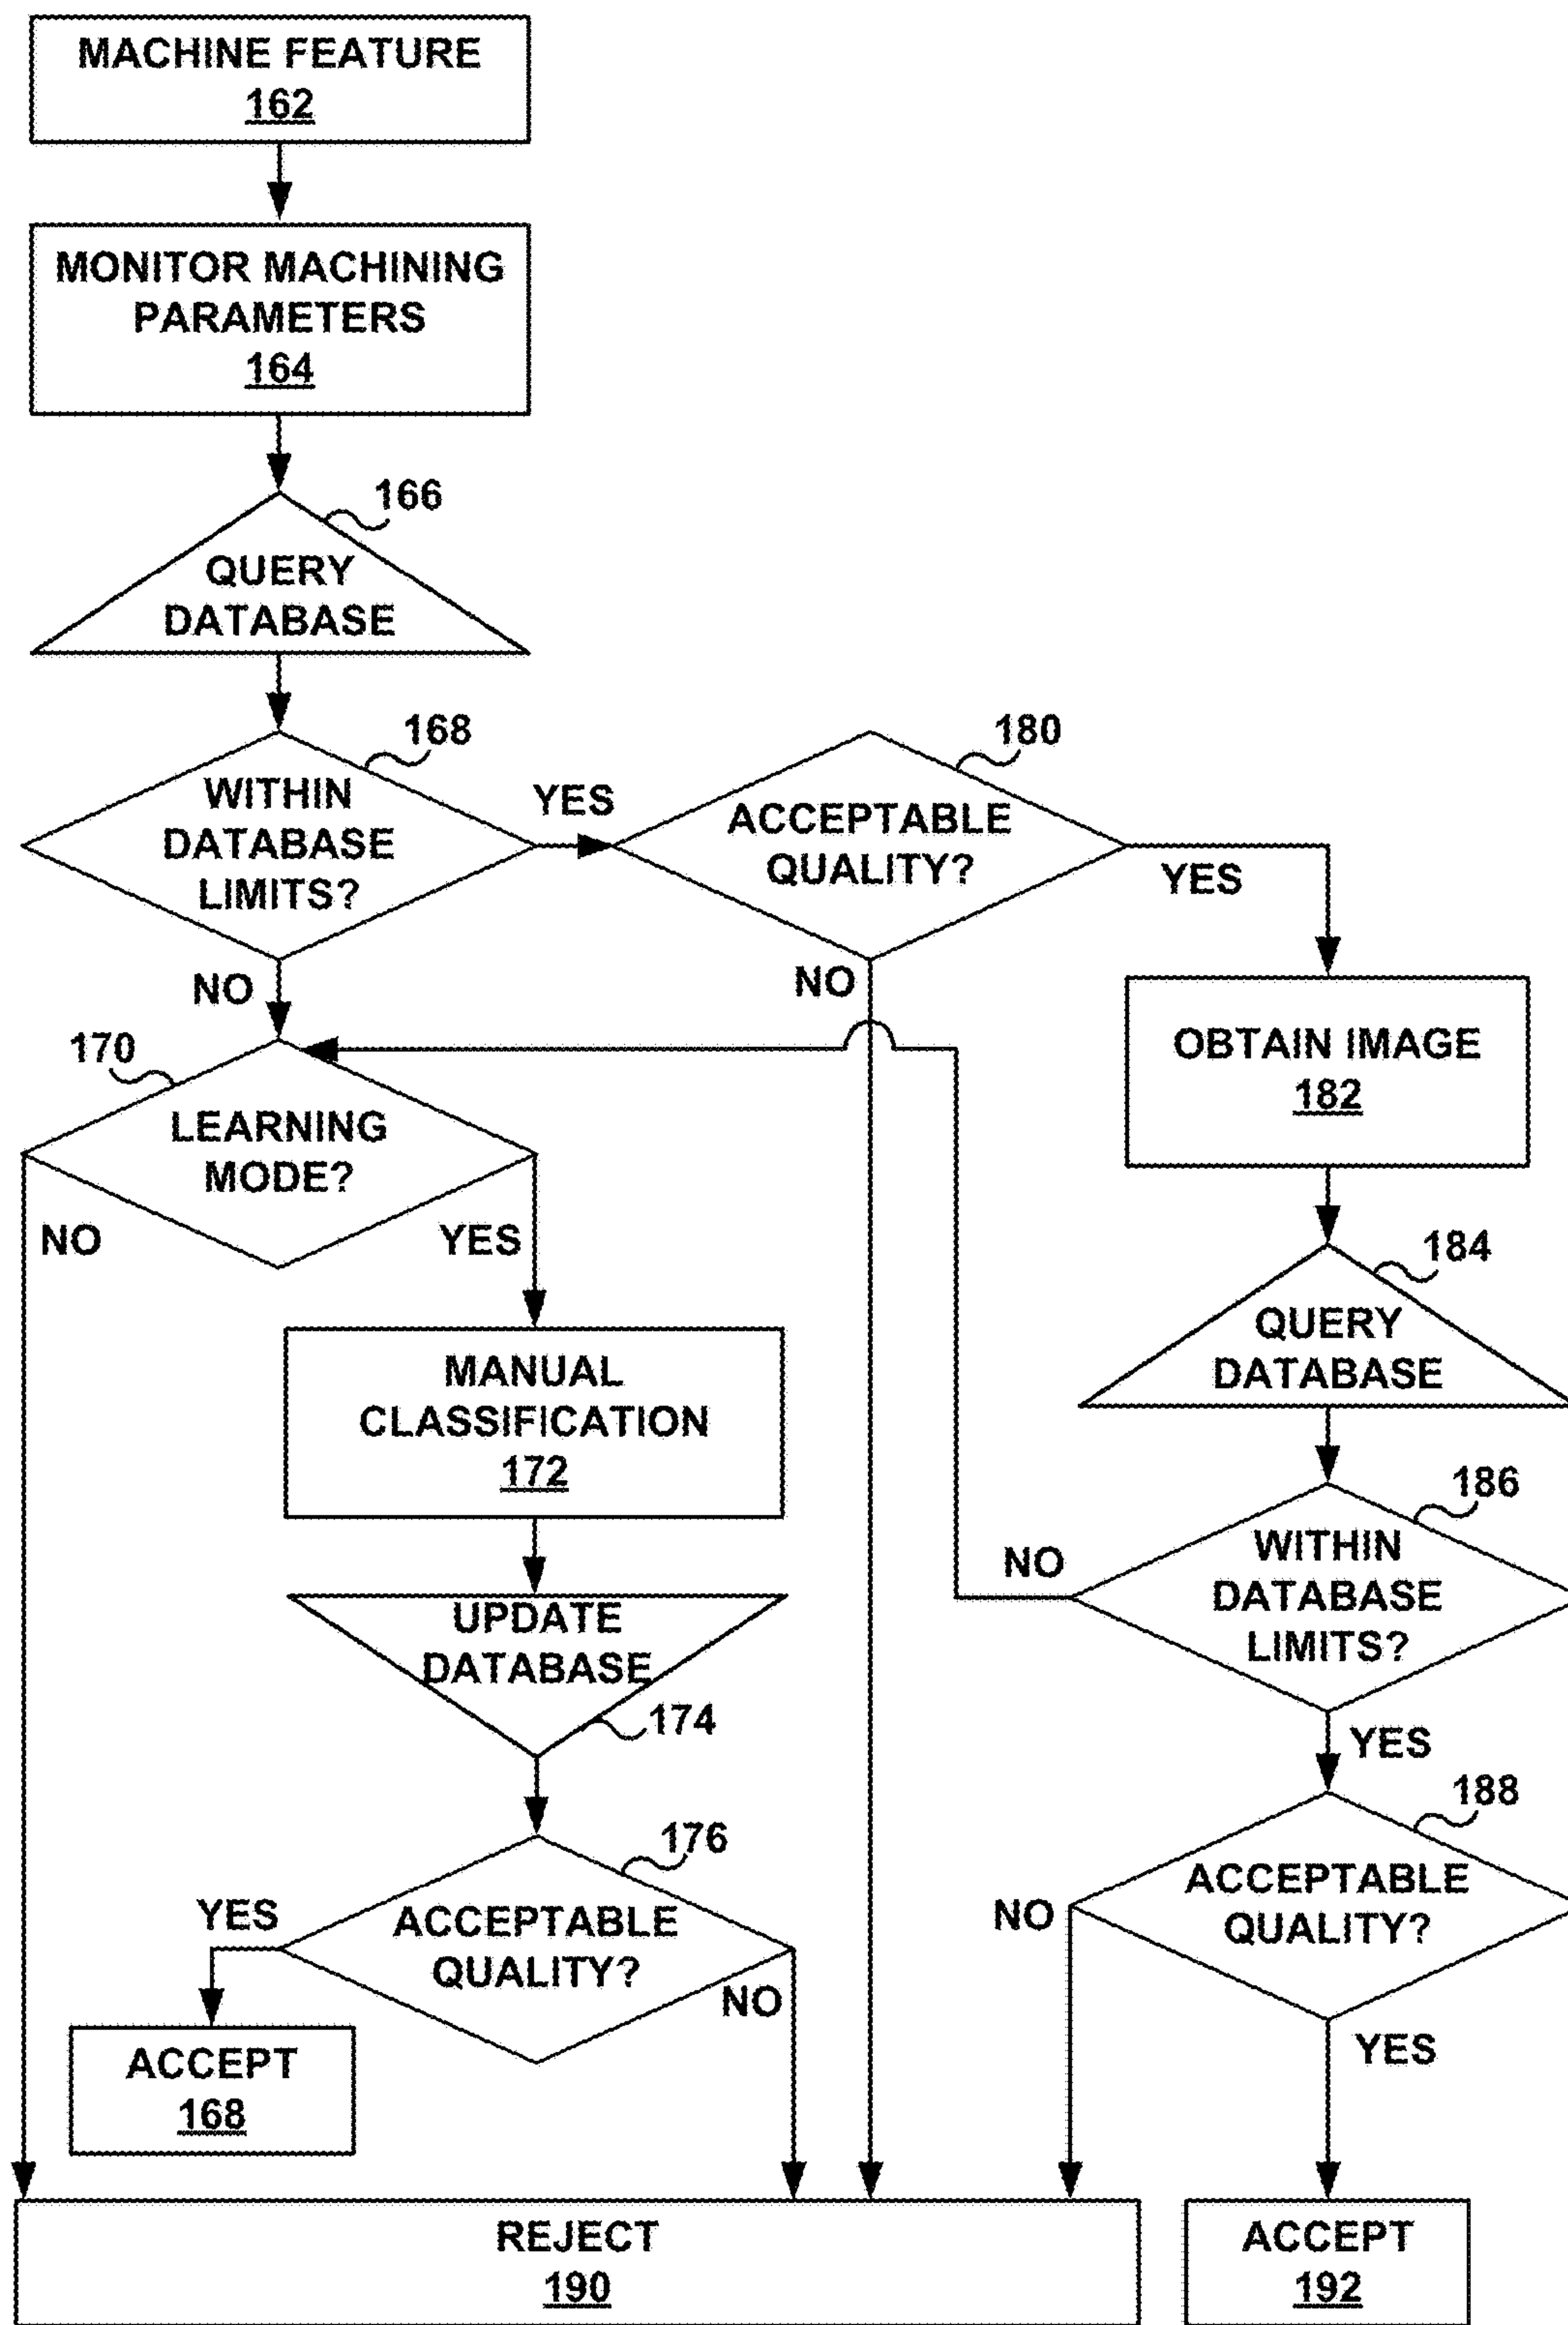 MACHINE FEATURE
162
MONITOR MACHINING
PARAMETERS
164
166
QUERY
DATABASE
168
WITHIN
DATABASE
LIMITS?
YES
NO
180
ACCEPTABLE
QUALITY?
YES
NO
170
LEARNING
MODE?
NO
YES
OBTAIN IMAGE
182
184
QUERY
DATABASE
MANUAL
CLASSIFICATION
172
186
WITHIN
DATABASE
LIMITS?
NO
YES
UPDATE
DATABASE
174
188
ACCEPTABLE
QUALITY?
NO
YES
176
ACCEPTABLE
QUALITY?
YES
NO
ACCEPT
168
REJECT
190
ACCEPT
192